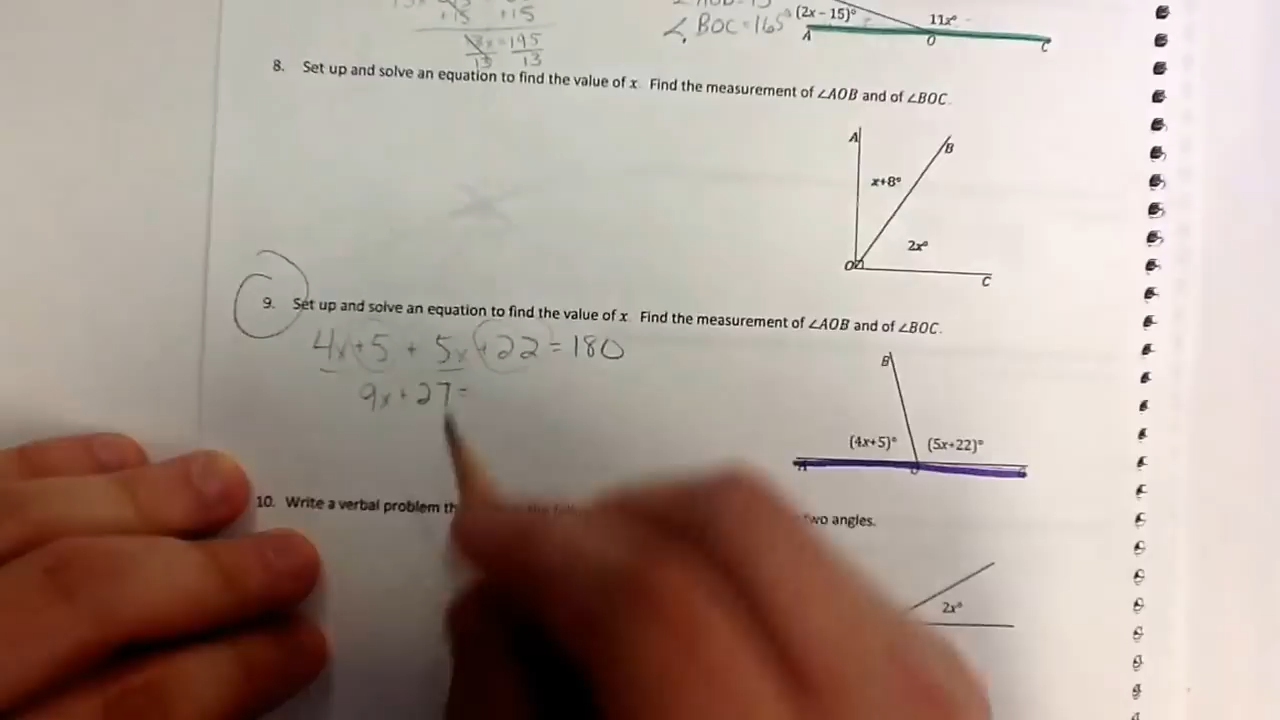 +15 +15
=195
13 13
∠BOC=165°
(2x – 15)°
11x°
A
O
C
8. Set up and solve an equation to find the value of x. Find the measurement of ∠AOB and of ∠BOC.
A
B
x+8°
2x°
O
C
9. Set up and solve an equation to find the value of x. Find the measurement of ∠AOB and of ∠BOC.
4x+5 + 5x+22=180
9x+27=
B
(4x+5)°
(5x+22)°
10. Write a verbal problem
two angles.
2x°